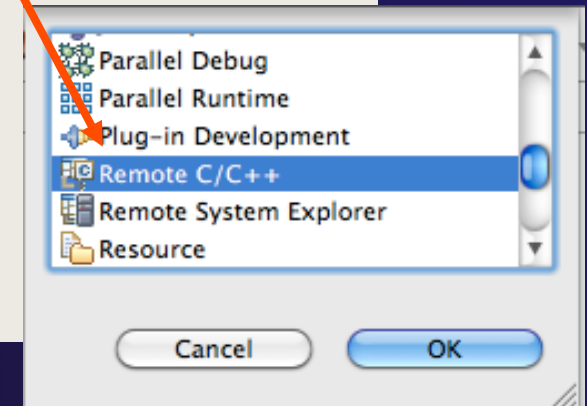 Parallel Debug
Parallel Runtime
Plug-in Development
Remote C/C++
Remote System Explorer
Resource
Cancel OK